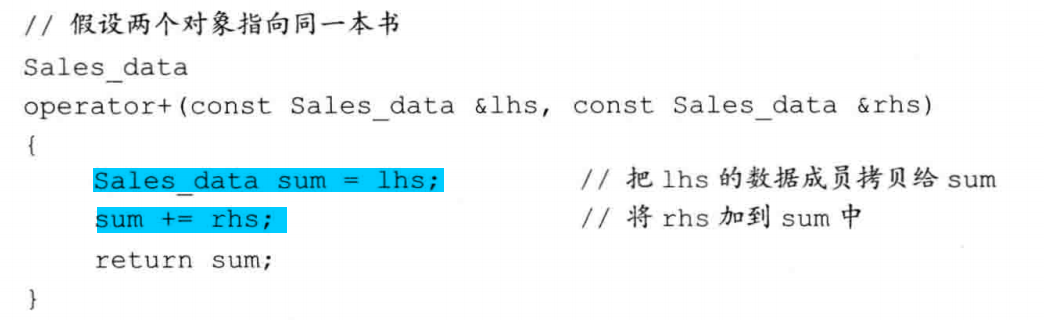 // 假设两个对象指向同一本书
Sales_data
operator+(const Sales_data &lhs, const Sales_data &rhs)
{
Sales_data sum = lhs; // 把 lhs 的数据成员拷贝给 sum
sum += rhs; // 将 rhs 加到 sum 中
return sum;
}